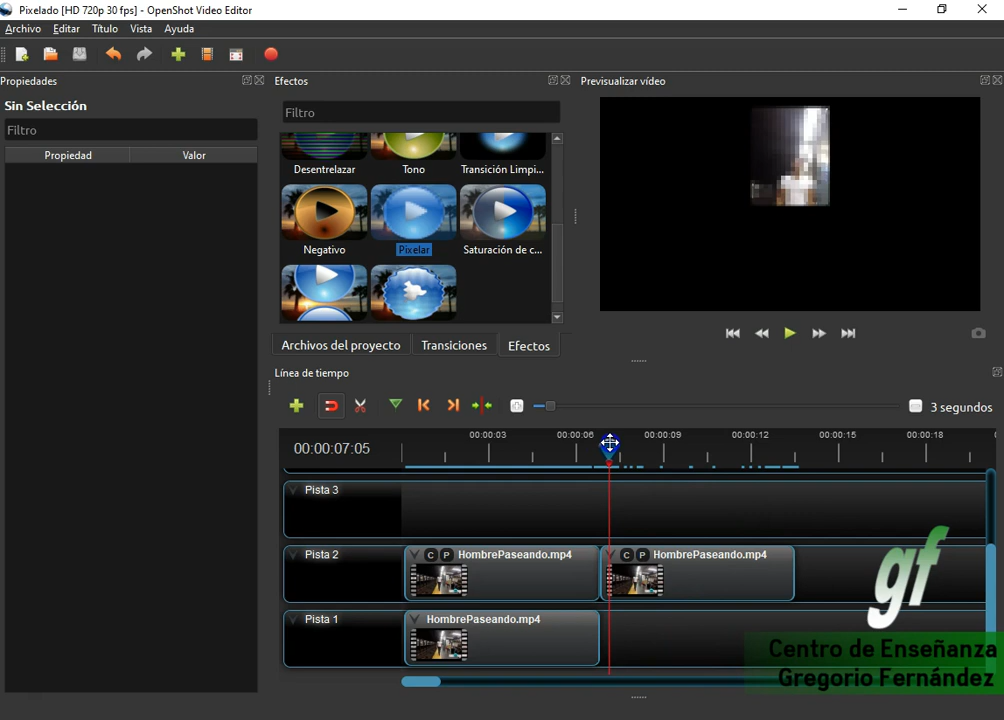 Pixelado [HD 720p 30 fps] - OpenShot Video Editor
Archivo Editar Título Vista Ayuda
Propiedades
Efectos
Previsualizar vídeo
Sin Selección
Filtro
Filtro
Propiedad Valor
Desentrelazar Tono Transición Limpi...
Negativo Pixelar Saturación de c...
Archivos del proyecto Transiciones Efectos
Línea de tiempo
3 segundos
00:00:07:05
00:00:03 00:00:06 00:00:09 00:00:12 00:00:15 00:00:18
Pista 3
Pista 2
C P HombrePaseando.mp4
C P HombrePaseando.mp4
Pista 1
HombrePaseando.mp4
gf
Centro de Enseñanza
Gregorio Fernández